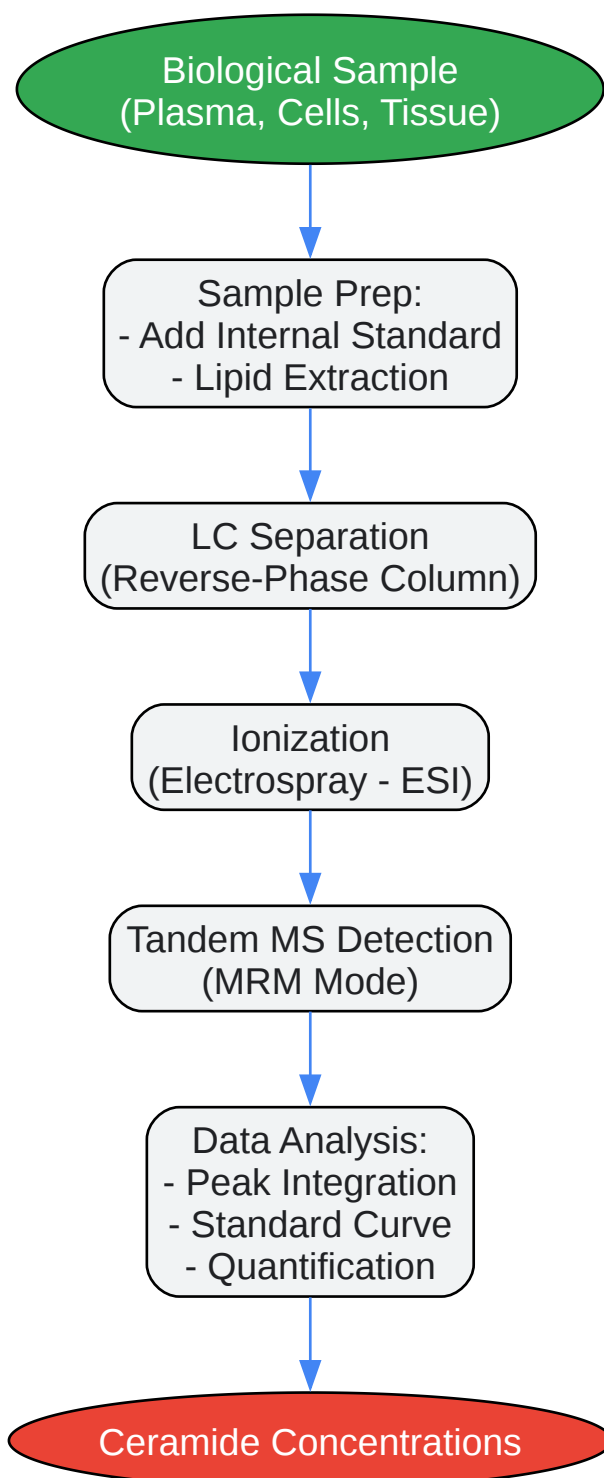 Biological Sample
(Plasma, Cells, Tissue)
Sample Prep:
- Add Internal Standard
- Lipid Extraction
LC Separation
(Reverse-Phase Column)
Ionization
(Electrospray - ESI)
Tandem MS Detection
(MRM Mode)
Data Analysis:
- Peak Integration
- Standard Curve
- Quantification
Ceramide Concentrations